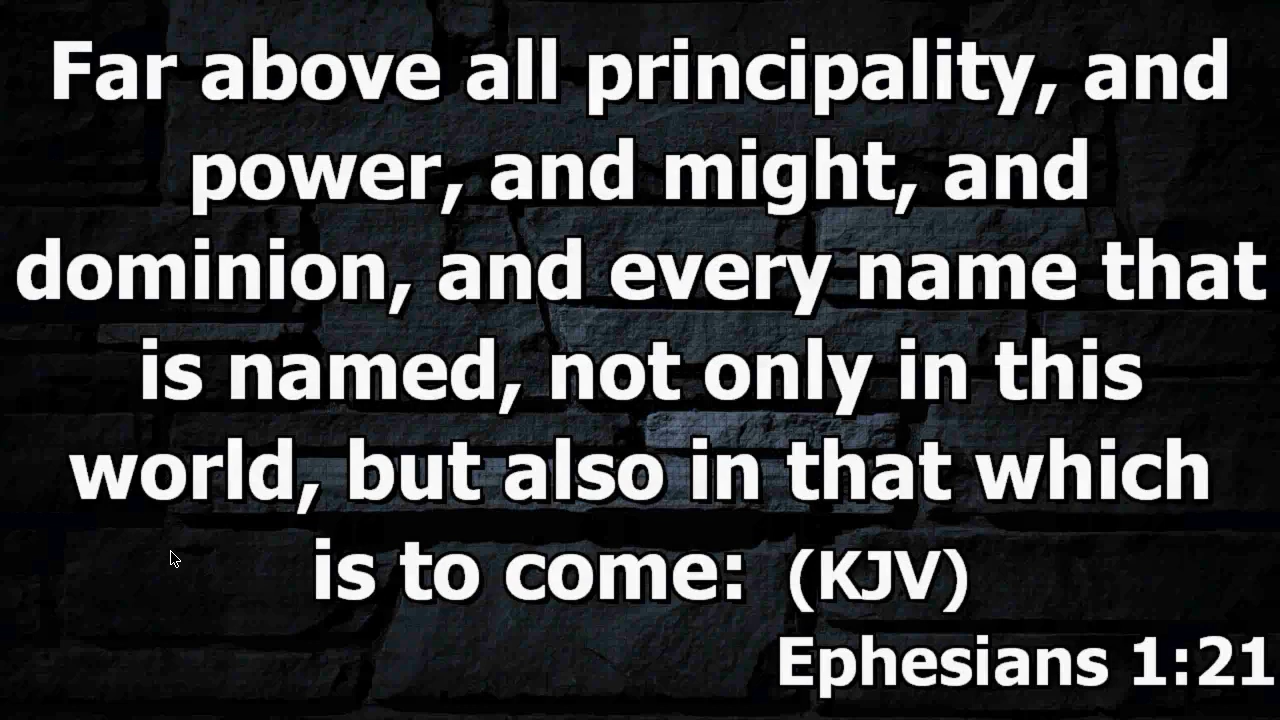 Far above all principality, and
power, and might, and
dominion, and every name that
is named, not only in this
world, but also in that which
is to come: (KJV)
Ephesians 1:21